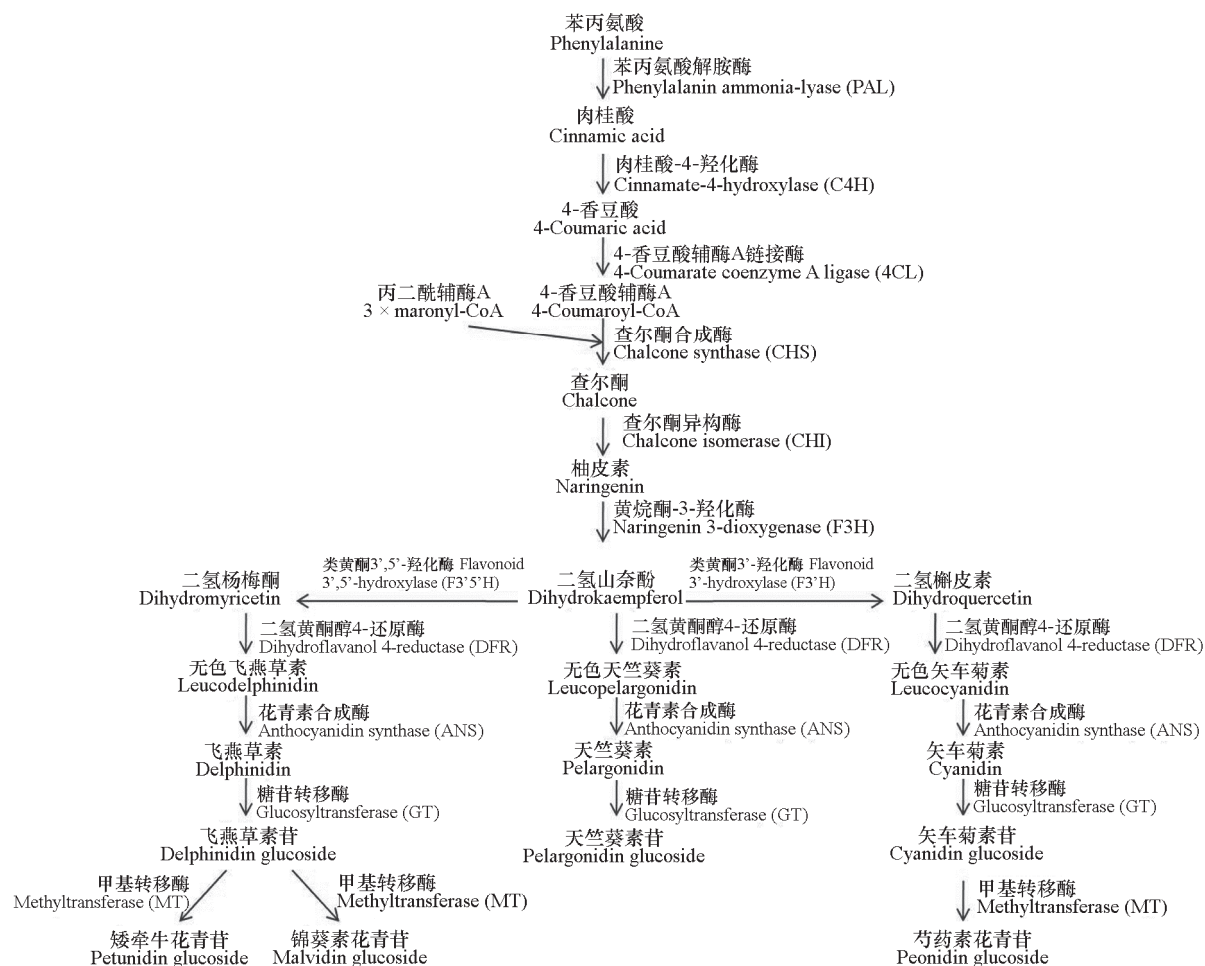 苯丙氨酸
Phenylalanine
苯丙氨酸解胺酶
Phenylalanin ammonia-lyase (PAL)
肉桂酸
Cinnamic acid
肉桂酸-4-羟化酶
Cinnamate-4-hydroxylase (C4H)
4-香豆酸
4-Coumaric acid
4-香豆酸辅酶A链接酶
4-Coumarate coenzyme A ligase (4CL)
丙二酰辅酶A
3 × maronyl-CoA
4-香豆酸辅酶A
4-Coumaroyl-CoA
查尔酮合成酶
Chalcone synthase (CHS)
查尔酮
Chalcone
查尔酮异构酶
Chalcone isomerase (CHI)
柚皮素
Naringenin
黄烷酮-3-羟化酶
Naringenin 3-dioxygenase (F3H)
二氢杨梅酮
Dihydromyricetin
类黄酮3’,5’-羟化酶 Flavonoid
3’,5’-hydroxylase (F3’5’H)
二氢山奈酚
Dihydrokaempferol
类黄酮3’-羟化酶 Flavonoid
3’-hydroxylase (F3’H)
二氢槲皮素
Dihydroquercetin
二氢黄酮醇4-还原酶
Dihydroflavanol 4-reductase (DFR)
二氢黄酮醇4-还原酶
Dihydroflavanol 4-reductase (DFR)
二氢黄酮醇4-还原酶
Dihydroflavanol 4-reductase (DFR)
无色飞燕草素
Leucodelphinidin
无色天竺葵素
Leucopelargonidin
无色矢车菊素
Leucocyanidin
花青素合成酶
Anthocyanidin synthase (ANS)
花青素合成酶
Anthocyanidin synthase (ANS)
花青素合成酶
Anthocyanidin synthase (ANS)
飞燕草素
Delphinidin
天竺葵素
Pelargonidin
矢车菊素
Cyanidin
糖苷转移酶
Glucosyltransferase (GT)
糖苷转移酶
Glucosyltransferase (GT)
糖苷转移酶
Glucosyltransferase (GT)
飞燕草素苷
Delphinidin glucoside
天竺葵素苷
Pelargonidin glucoside
矢车菊素苷
Cyanidin glucoside
甲基转移酶
Methyltransferase (MT)
甲基转移酶
Methyltransferase (MT)
甲基转移酶
Methyltransferase (MT)
矮牵牛花青苷
Petunidin glucoside
锦葵素花青苷
Malvidin glucoside
芍药素花青苷
Peonidin glucoside